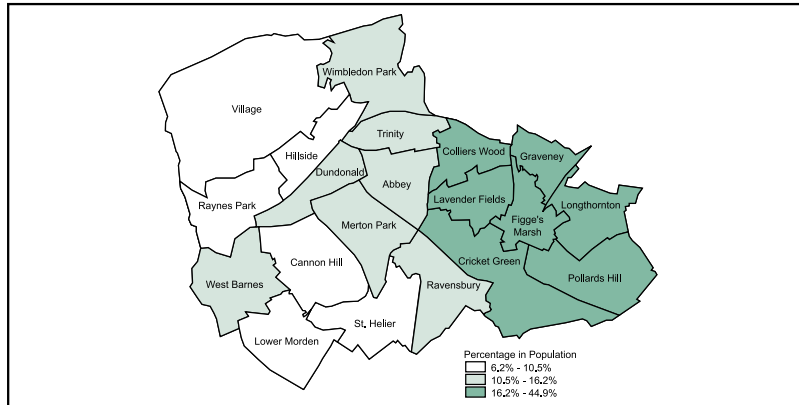 Wimbledon Park
Village
Trinity
Hillside
Colliers Wood
Graveney
Dundonald
Abbey
Lavender Fields
Raynes Park
Longthornton
Merton Park
Figge's
Marsh
Cannon Hill
Cricket Green
Pollards Hill
West Barnes
Ravensbury
St. Helier
Lower Morden
Percentage in Population
6.2% - 10.5%
10.5% - 16.2%
16.2% - 44.9%